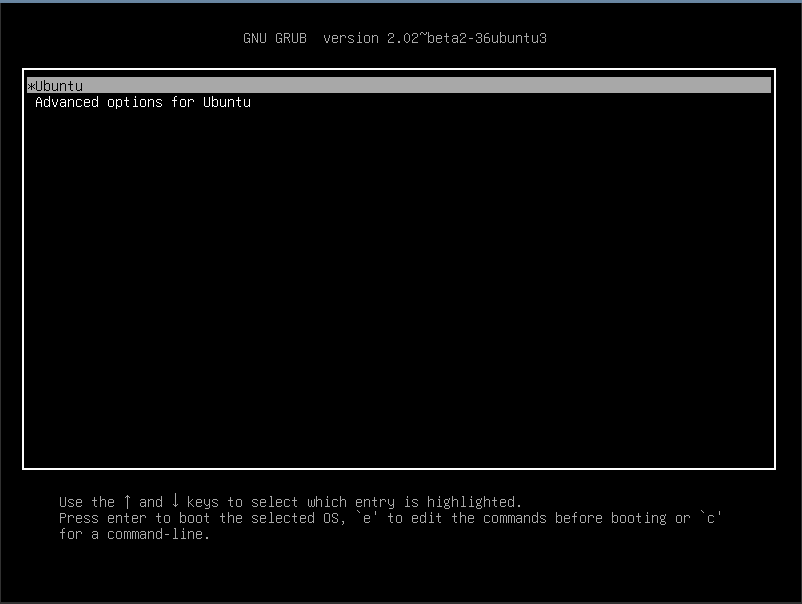 GNU GRUB  version 2.02~beta2-36ubuntu3
*Ubuntu
Advanced options for Ubuntu
Use the ↑ and ↓ keys to select which entry is highlighted.
Press enter to boot the selected OS, `e' to edit the commands before booting or `c'
for a command-line.